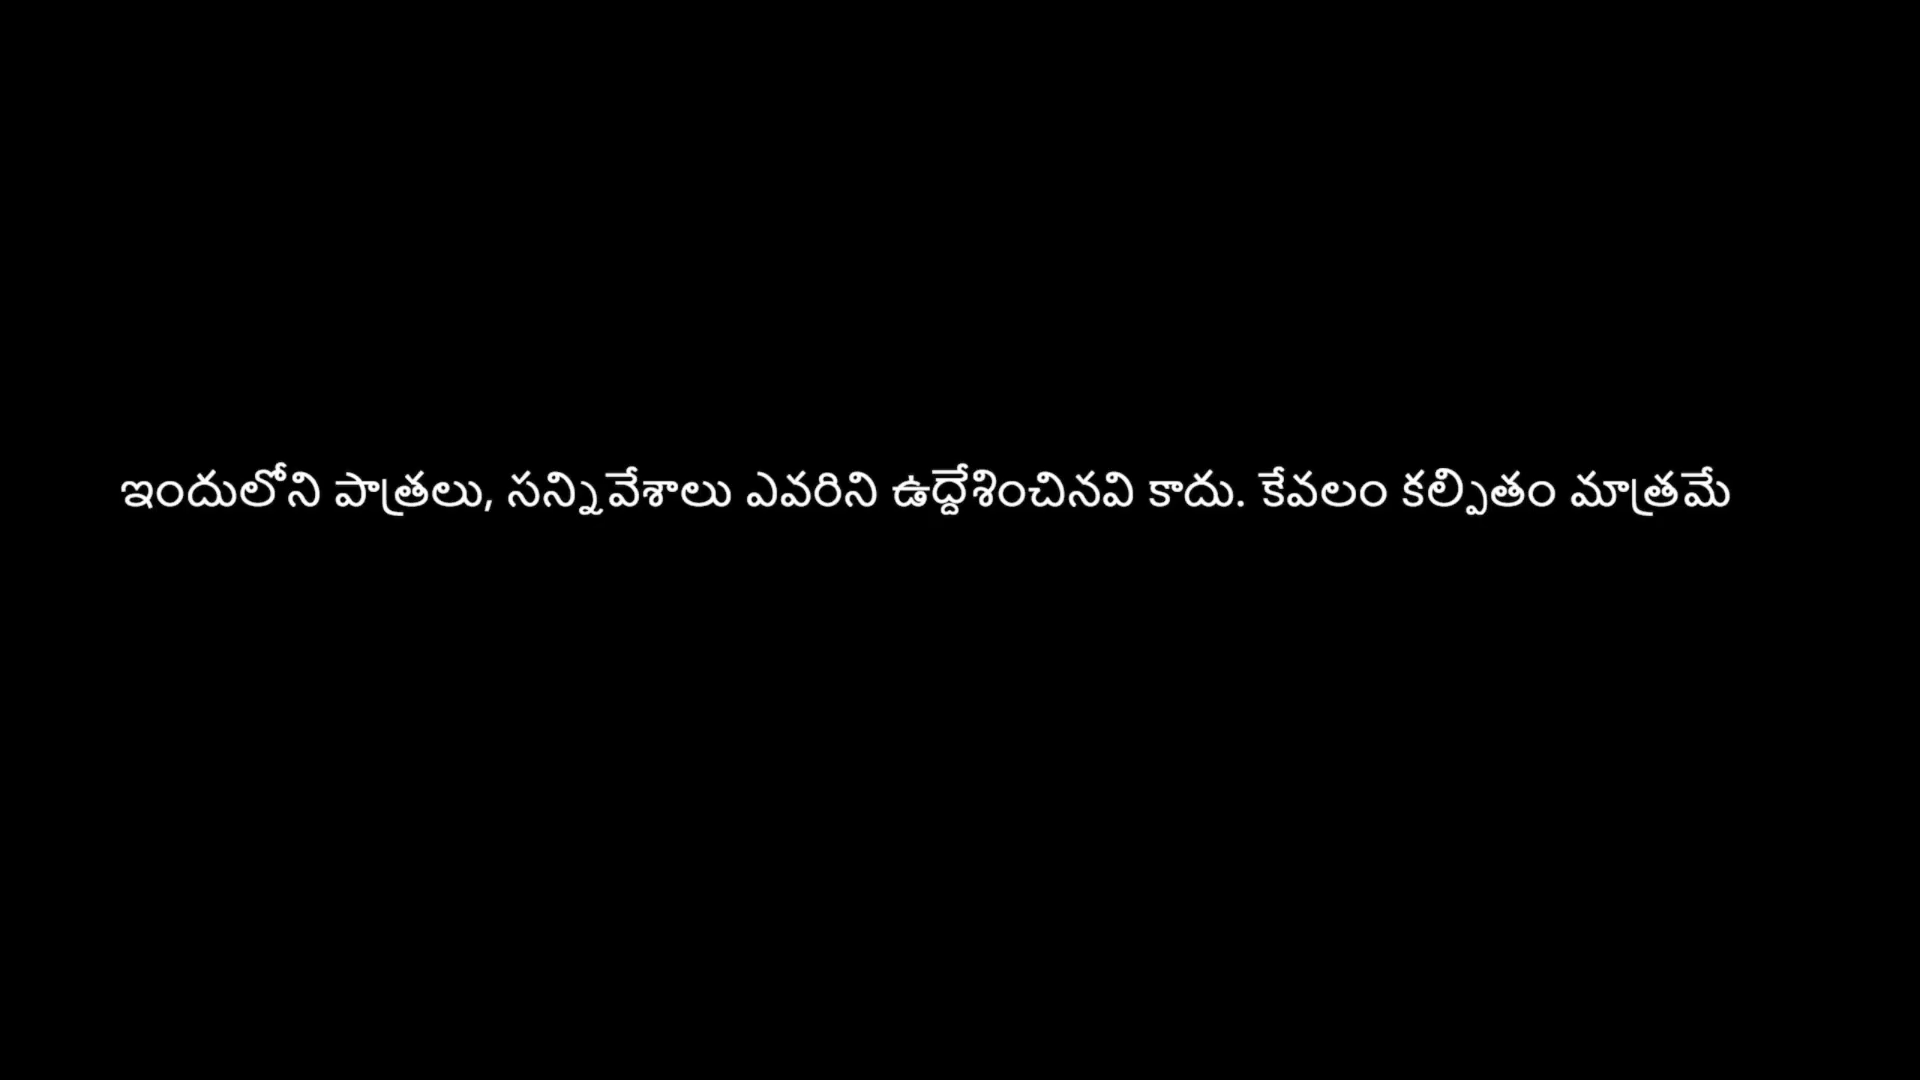 ఇందులోని పాత్రలు, సన్నివేశాలు ఎవరిని ఉద్దేశించినవి కాదు. కేవలం కల్పితం మాత్రమే